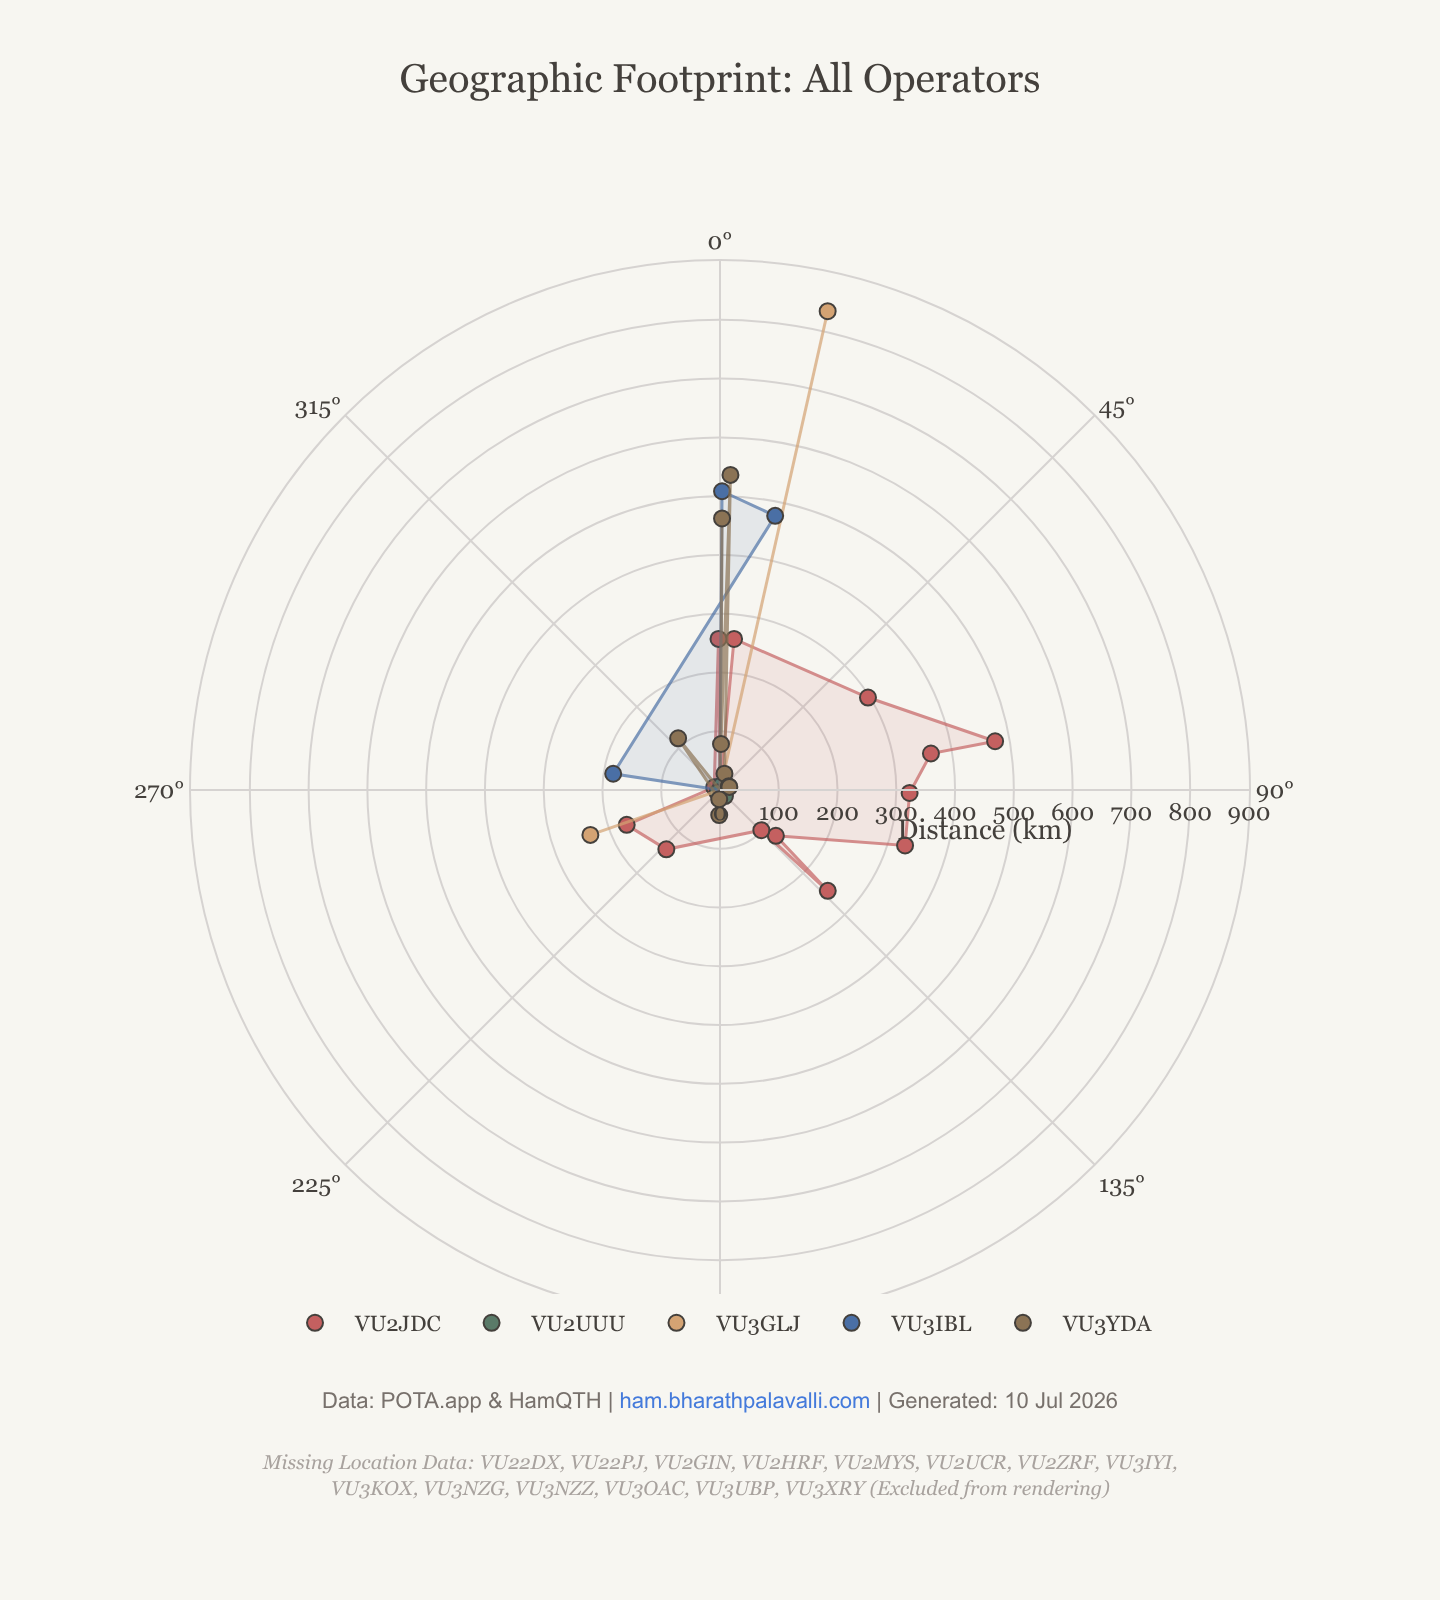 Geographic Footprint: All Operators
0°
315°
45°
270°
90°
0
100
200
300
400
500
600
700
800
900
Distance (km)
225°
135°
VU2JDC
VU2UUU
VU3GLJ
VU3IBL
VU3YDA
Data: POTA.app & HamQTH | ham.bharathpalavalli.com | Generated: 10 Jul 2026
Missing Location Data: VU22DX, VU22PJ, VU2GIN, VU2HRF, VU2MYS, VU2UCR, VU2ZRF, VU3IYI,
VU3KOX, VU3NZG, VU3NZZ, VU3OAC, VU3UBP, VU3XRY (Excluded from rendering)